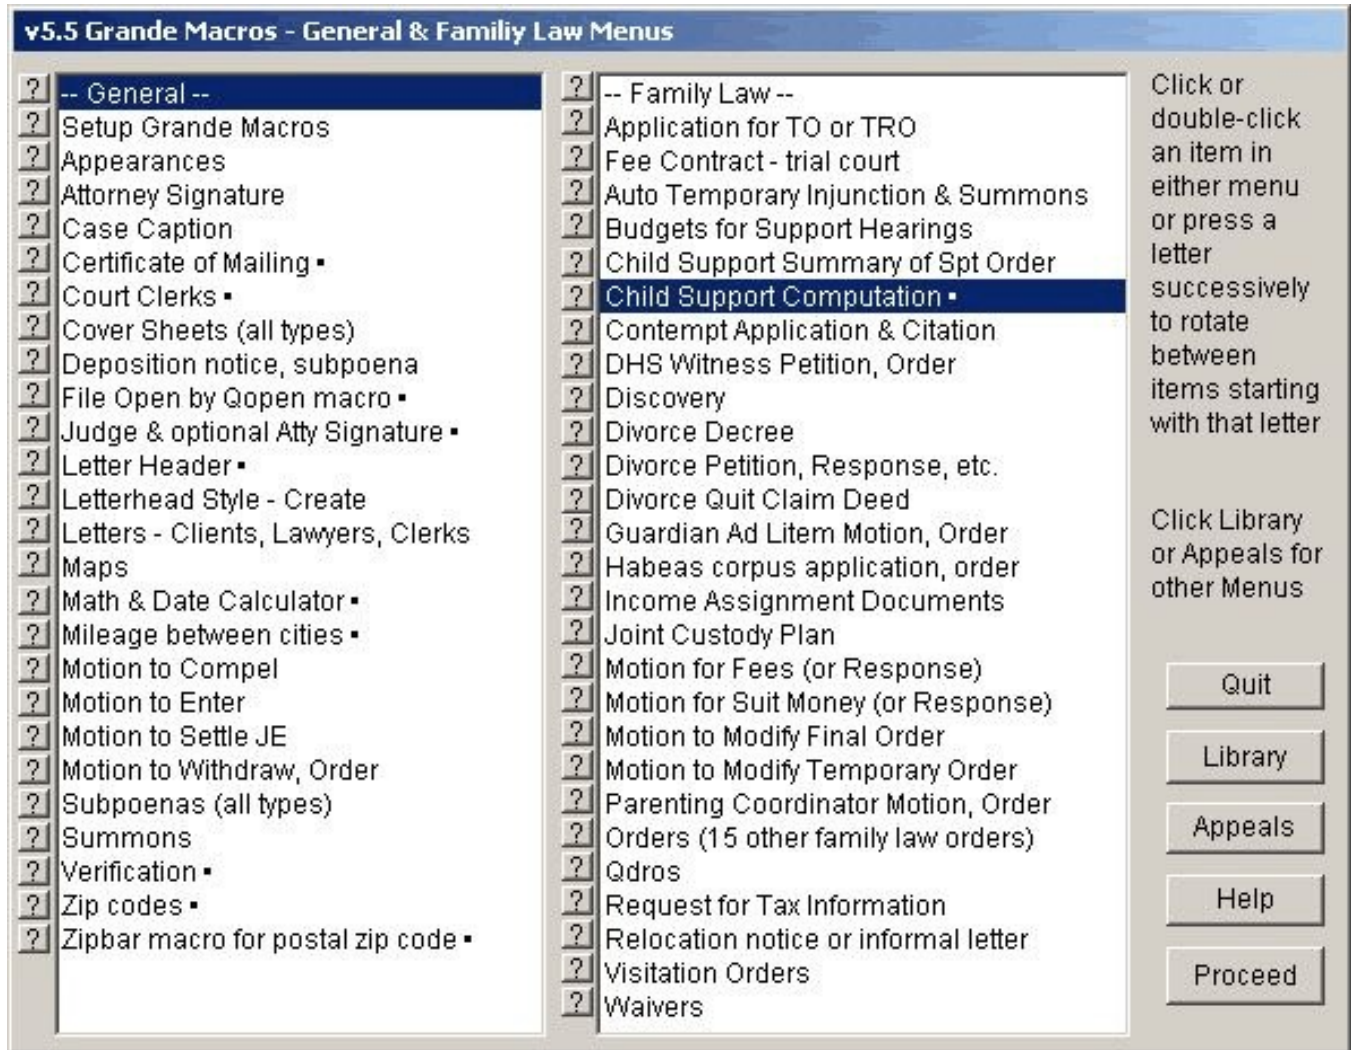 v5.5 Grande Macros - General & Familiy Law Menus
? -- General --
? Setup Grande Macros
? Appearances
? Attorney Signature
? Case Caption
? Certificate of Mailing ▪
? Court Clerks ▪
? Cover Sheets (all types)
? Deposition notice, subpoena
? File Open by Qopen macro ▪
? Judge & optional Atty Signature ▪
? Letter Header ▪
? Letterhead Style - Create
? Letters - Clients, Lawyers, Clerks
? Maps
? Math & Date Calculator ▪
? Mileage between cities ▪
? Motion to Compel
? Motion to Enter
? Motion to Settle JE
? Motion to Withdraw, Order
? Subpoenas (all types)
? Summons
? Verification ▪
? Zip codes ▪
? Zipbar macro for postal zip code ▪
? -- Family Law --
? Application for TO or TRO
? Fee Contract - trial court
? Auto Temporary Injunction & Summons
? Budgets for Support Hearings
? Child Support Summary of Spt Order
? Child Support Computation ▪
? Contempt Application & Citation
? DHS Witness Petition, Order
? Discovery
? Divorce Decree
? Divorce Petition, Response, etc.
? Divorce Quit Claim Deed
? Guardian Ad Litem Motion, Order
? Habeas corpus application, order
? Income Assignment Documents
? Joint Custody Plan
? Motion for Fees (or Response)
? Motion for Suit Money (or Response)
? Motion to Modify Final Order
? Motion to Modify Temporary Order
? Parenting Coordinator Motion, Order
? Orders (15 other family law orders)
? Qdros
? Request for Tax Information
? Relocation notice or informal letter
? Visitation Orders
? Waivers
Click or
double-click
an item in
either menu
or press a
letter
successively
to rotate
between
items starting
with that letter
Click Library
or Appeals for
other Menus
Quit
Library
Appeals
Help
Proceed